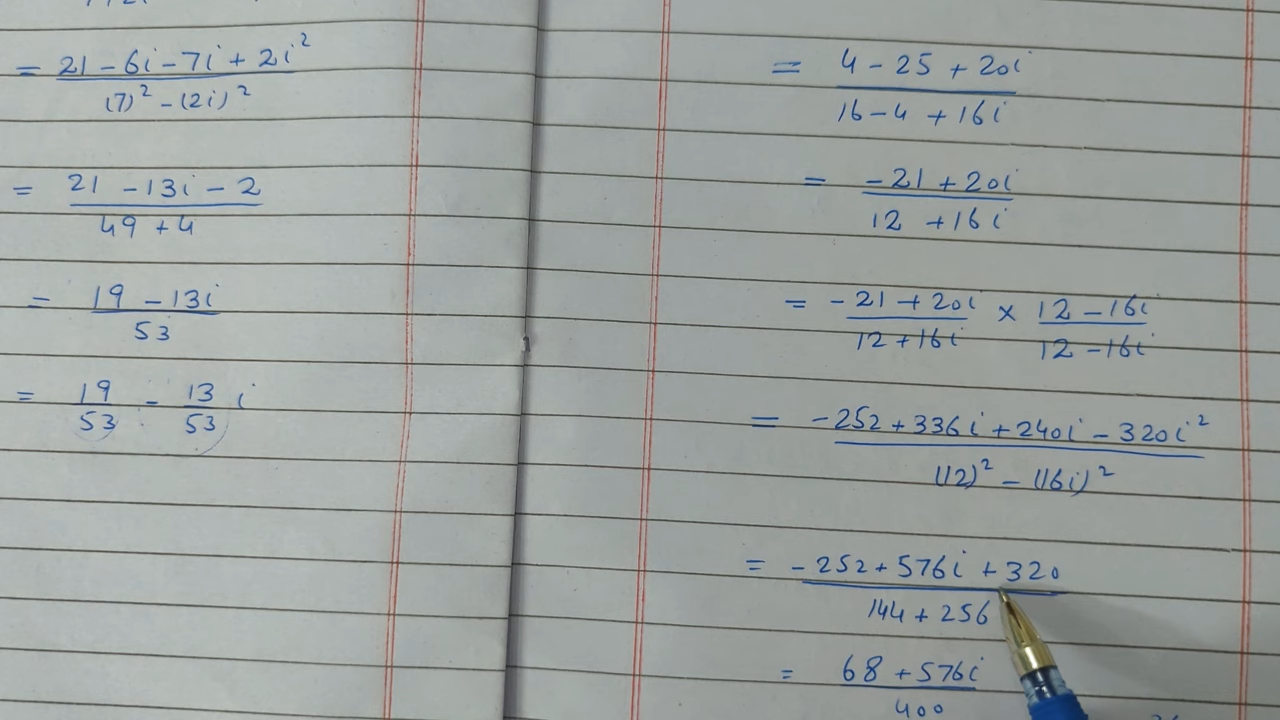 = 21 - 6i - 7i + 2i² / (7)² - (2i)²
= 21 - 13i - 2 / 49 + 4
= 19 - 13i / 53
= 19/53 - 13/53 i
= 4 - 25 + 20i / 16 - 4 + 16i
= -21 + 20i / 12 + 16i
= -21 + 20i / 12 + 16i × 12 - 16i / 12 - 16i
= -252 + 336i + 240i - 320i² / (12)² - (16i)²
= -252 + 576i + 320 / 144 + 256
= 68 + 576i / 400